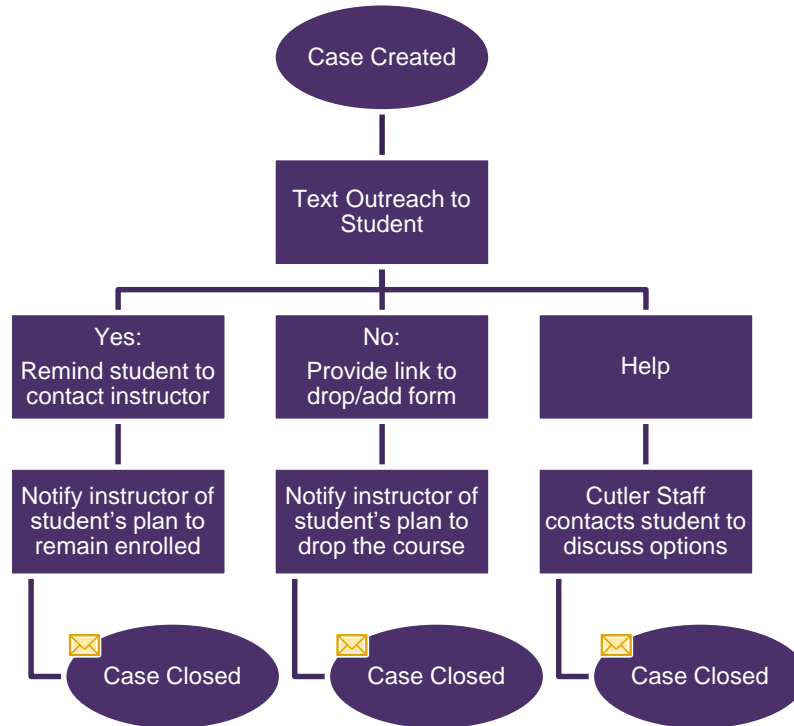 Case Created
Text Outreach to
Student
Yes:
Remind student to
contact instructor
No:
Provide link to
drop/add form
Help
Notify instructor of
student’s plan to
remain enrolled
Notify instructor of
student’s plan to
drop the course
Cutler Staff
contacts student to
discuss options
Case Closed
Case Closed
Case Closed